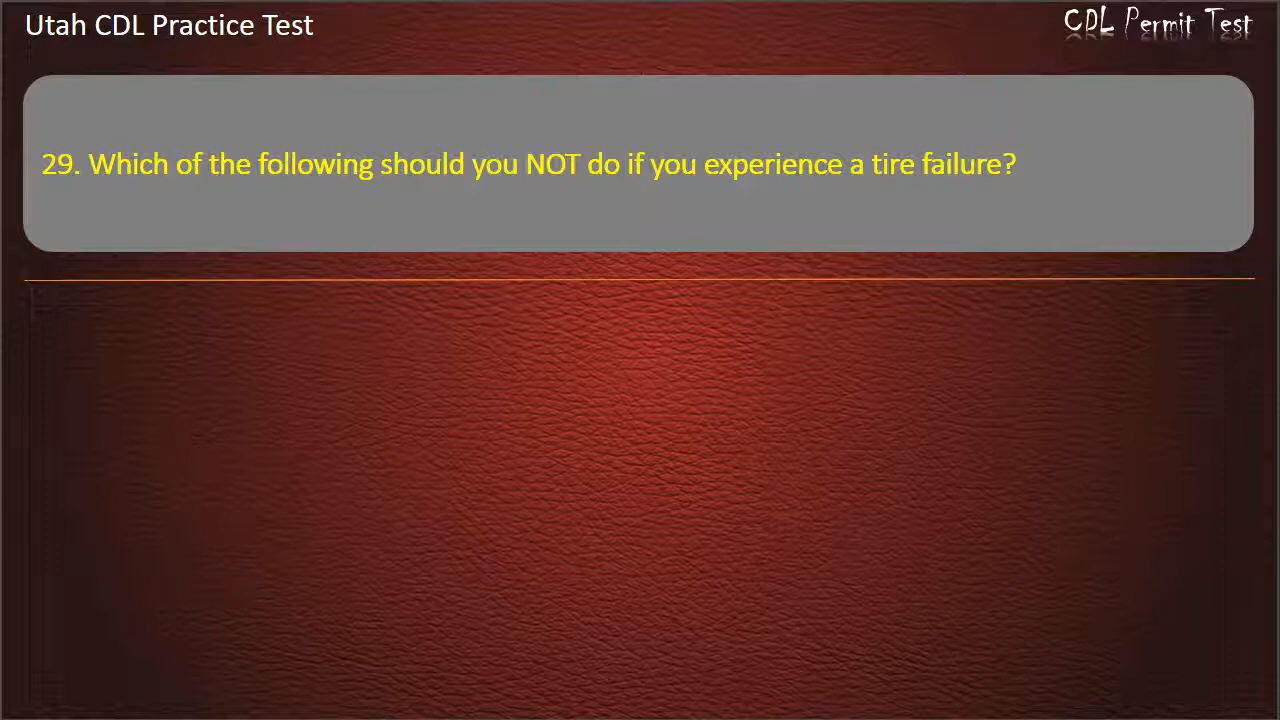 Utah CDL Practice Test
CDL Permit Test
29. Which of the following should you NOT do if you experience a tire failure?